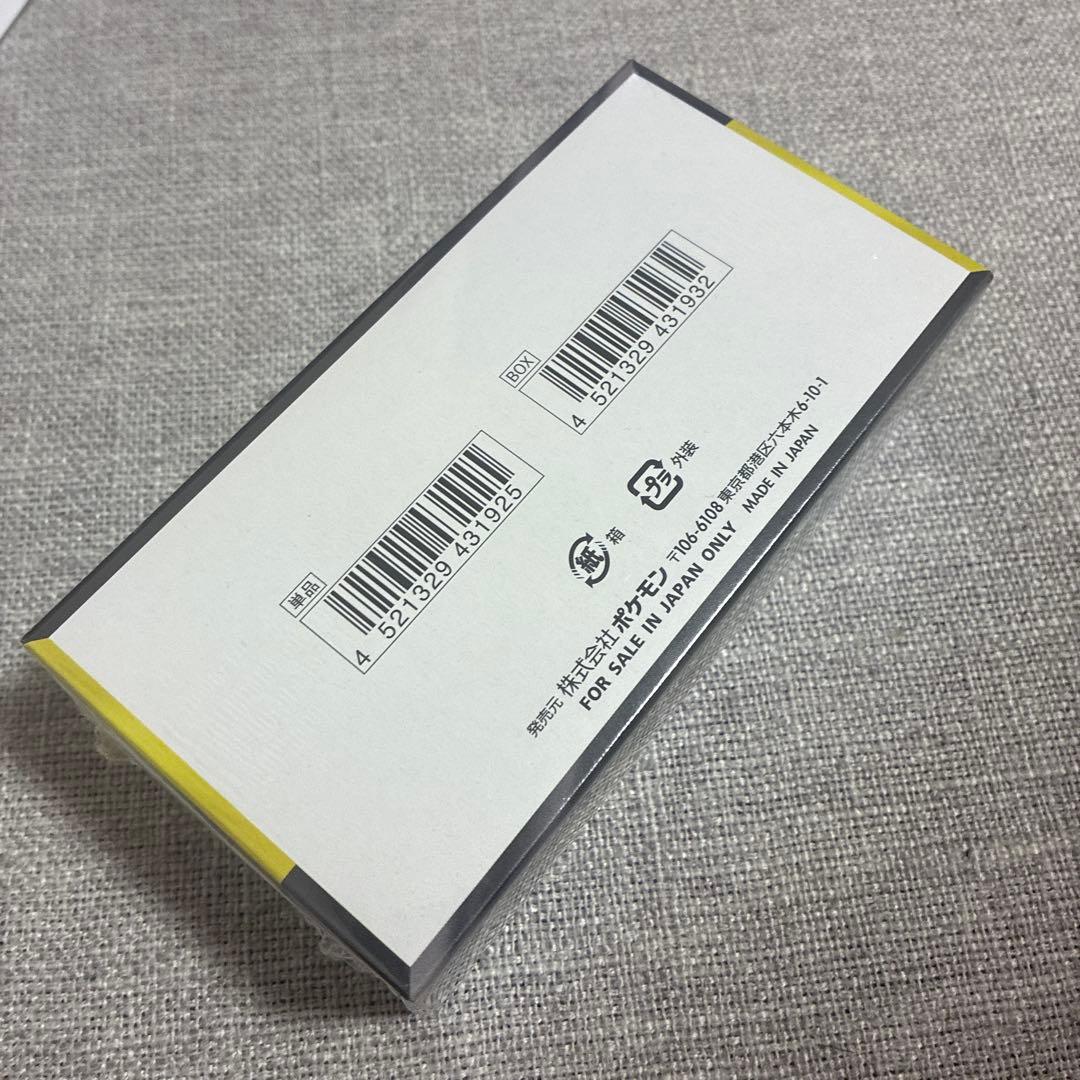 単品
4 521329 431925
BOX
4 521329 431932
紙 箱
プラ 外装
発売元 株式会社 ポケモン 〒106-6108 東京都港区六本木6-10-1
FOR SALE IN JAPAN ONLY MADE IN JAPAN